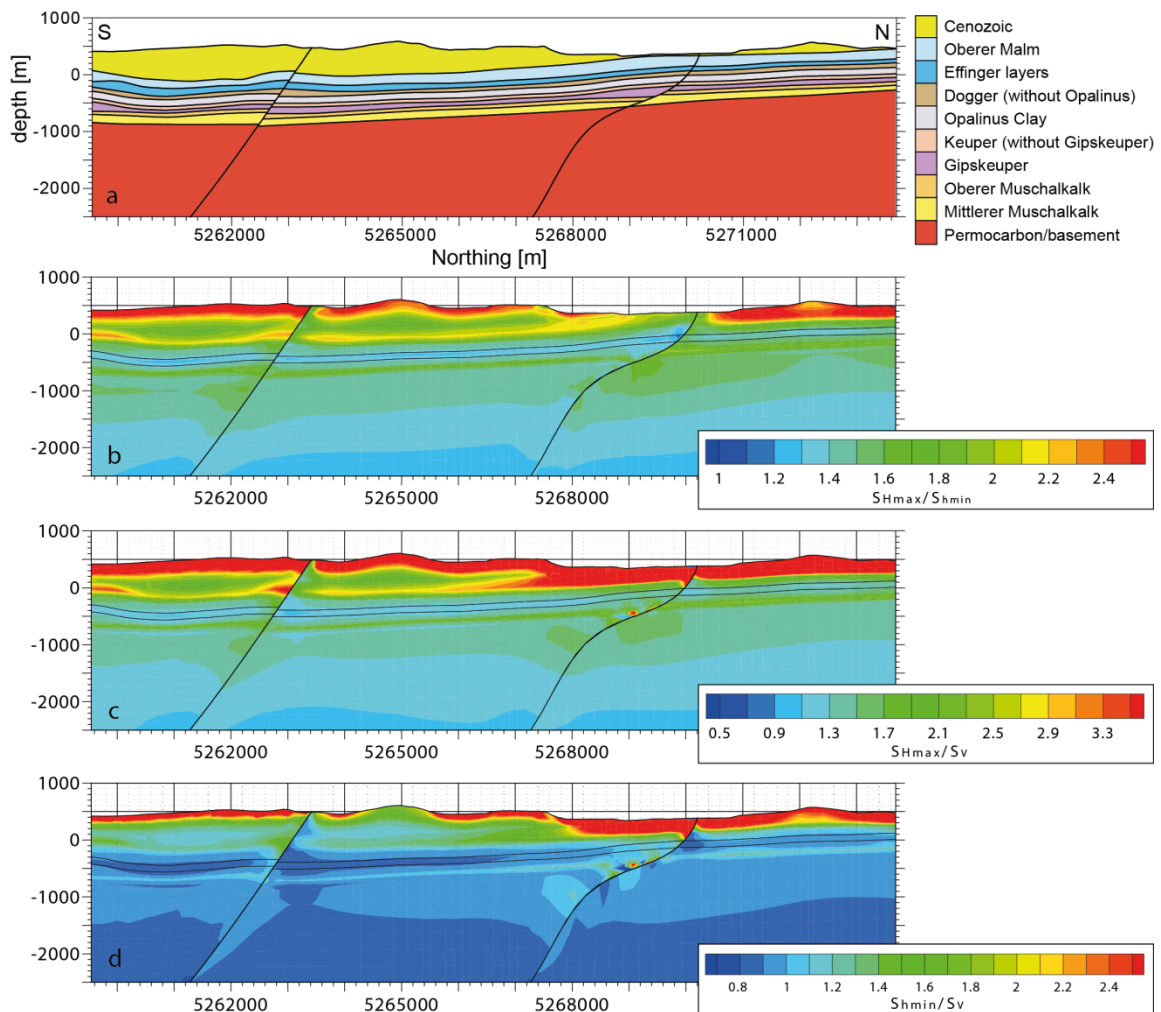 S
N
1000
0
-1000
-2000
depth [m]
a
5262000 5265000 5268000 5271000
Northing [m]
Cenozoic
Oberer Malm
Effinger layers
Dogger (without Opalinus)
Opalinus Clay
Keuper (without Gipskeuper)
Gipskeuper
Oberer Muschalkalk
Mittlerer Muschalkalk
Permocarbon/basement
1000
0
-1000
-2000
b
5262000 5265000 5268000
1 1.2 1.4 1.6 1.8 2 2.2 2.4
SHmax/Shmin
1000
0
-1000
-2000
c
5262000 5265000 5268000
0.5 0.9 1.3 1.7 2.1 2.5 2.9 3.3
SHmax/Sv
1000
0
-1000
-2000
d
5262000 5265000 5268000
0.8 1 1.2 1.4 1.6 1.8 2 2.2 2.4
Shmin/Sv